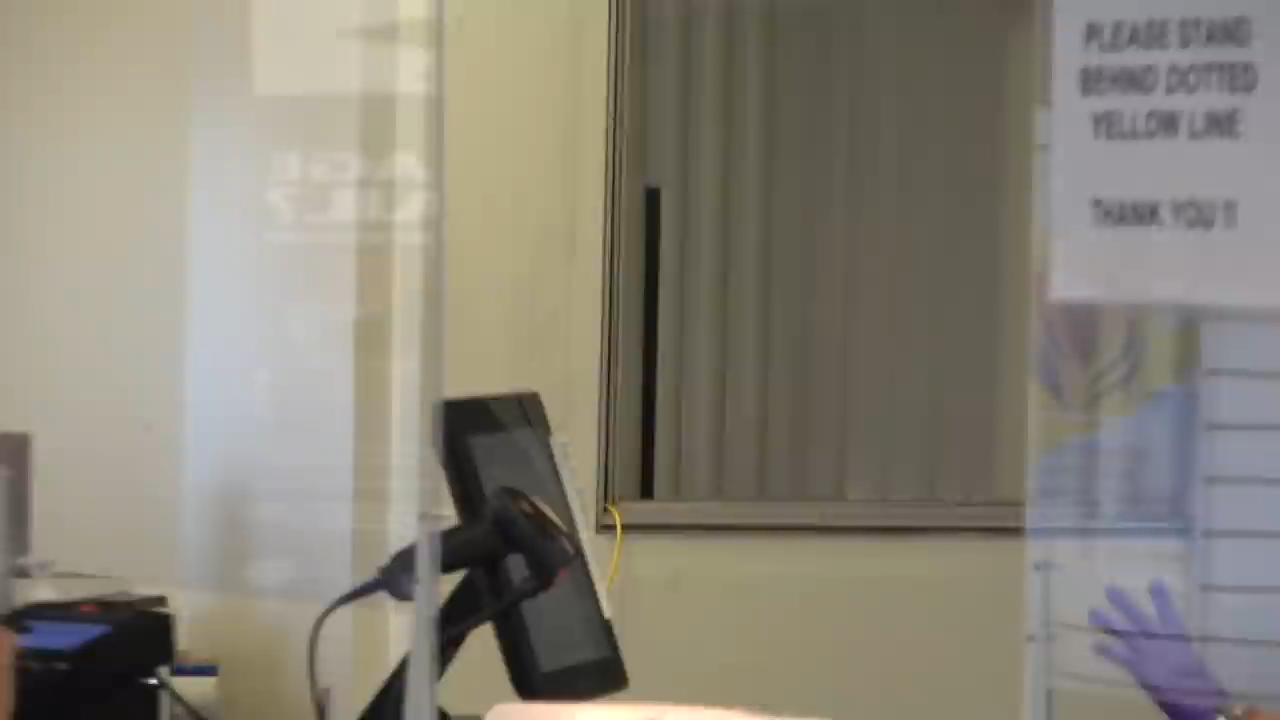 PLEASE STAND
BEHIND DOTTED
YELLOW LINE
THANK YOU !!